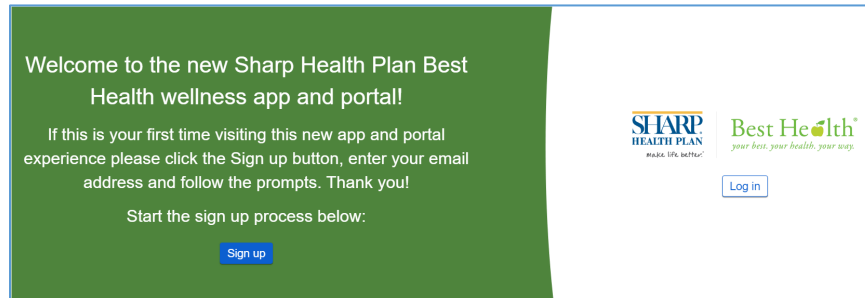 Welcome to the new Sharp Health Plan Best
Health wellness app and portal!
If this is your first time visiting this new app and portal
experience please click the Sign up button, enter your email
address and follow the prompts. Thank you!
Start the sign up process below:
Sign up
SHARP
HEALTH PLAN
make life better.
Best Health®
your best. your health. your way.
Log in